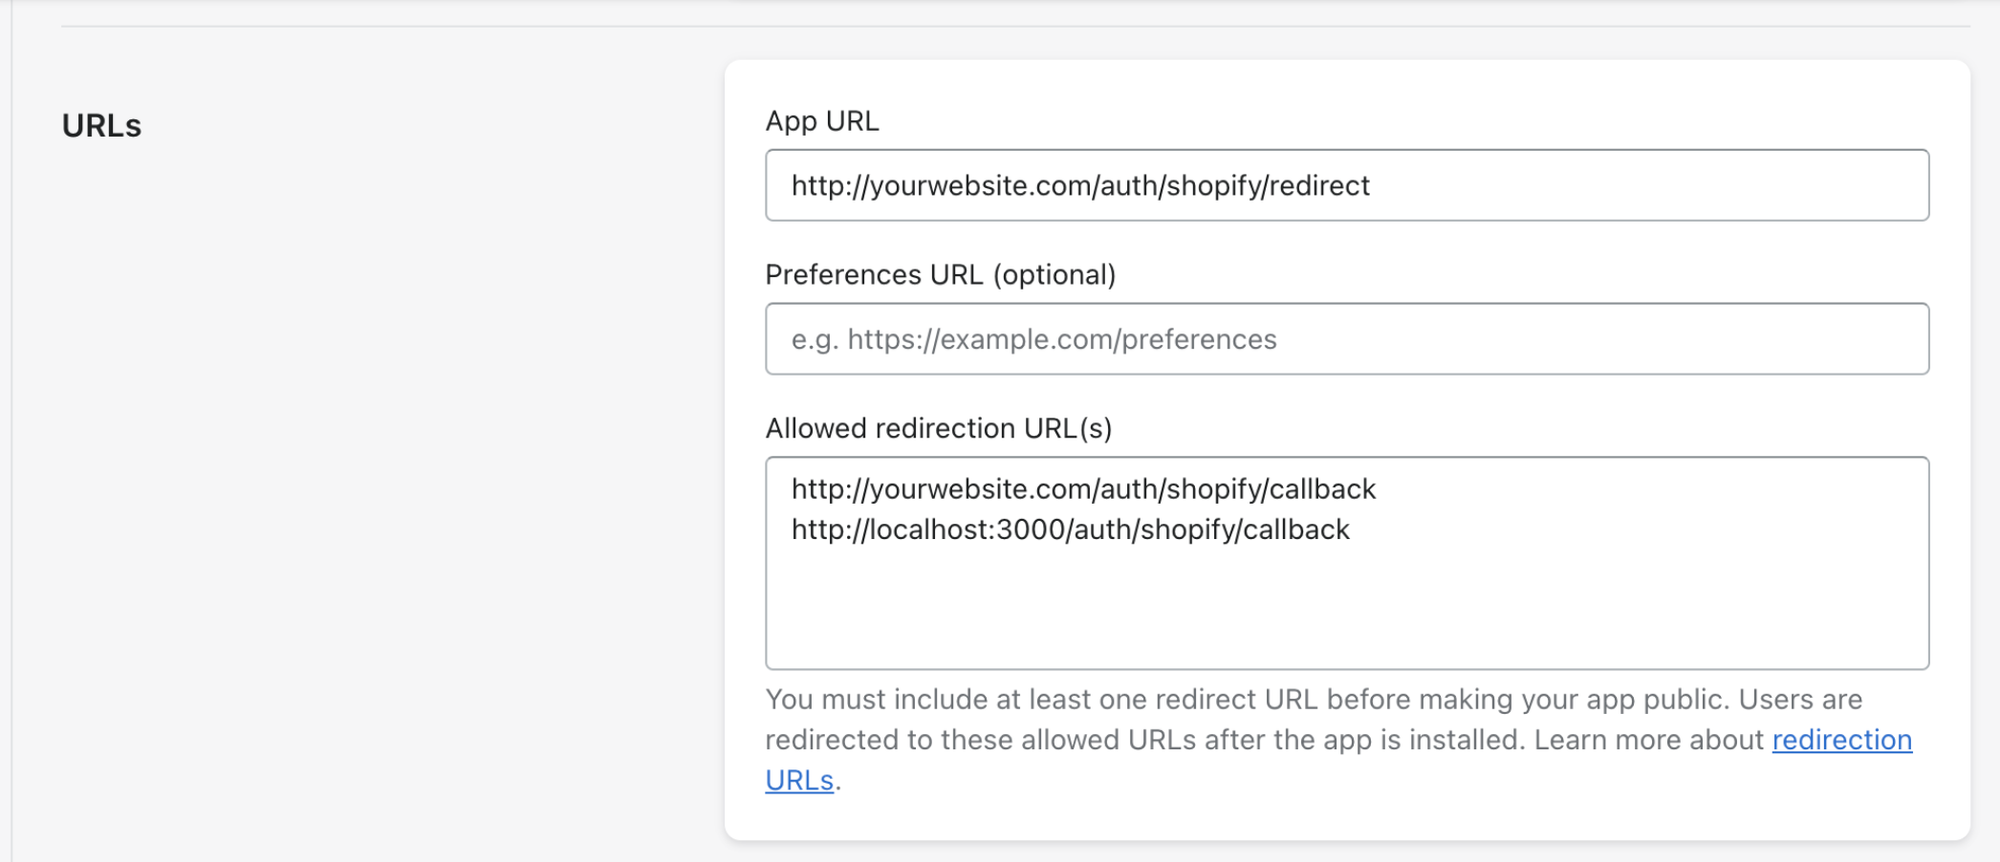 URLs
App URL
http://yourwebsite.com/auth/shopify/redirect
Preferences URL (optional)
e.g. https://example.com/preferences
Allowed redirection URL(s)
http://yourwebsite.com/auth/shopify/callback
http://localhost:3000/auth/shopify/callback
You must include at least one redirect URL before making your app public. Users are
redirected to these allowed URLs after the app is installed. Learn more about redirection
URLs.